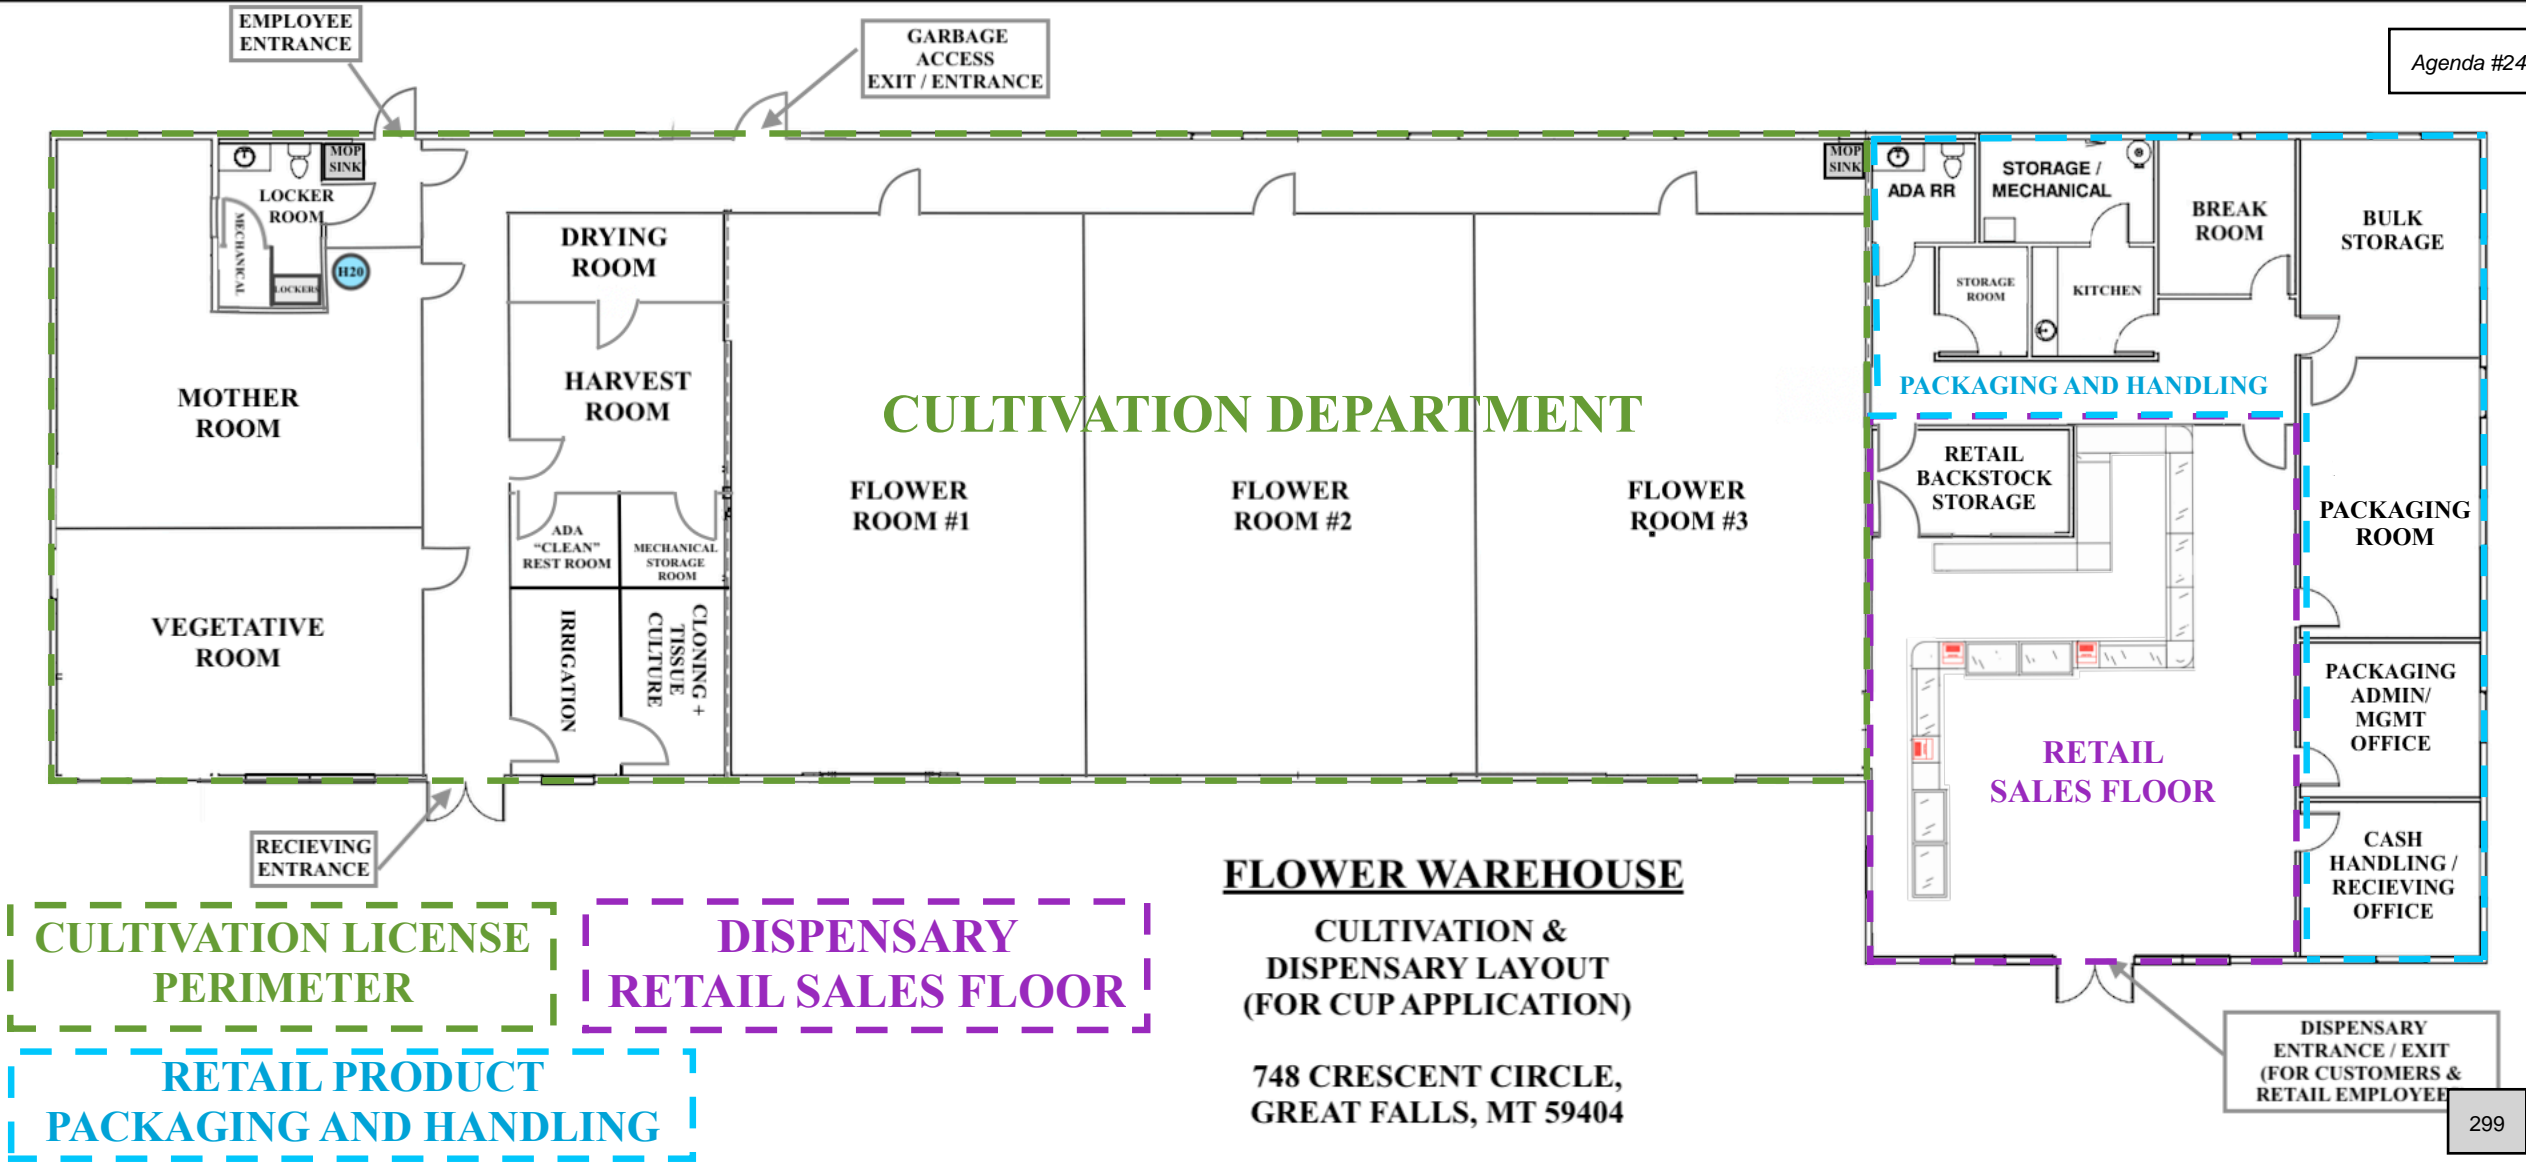 EMPLOYEE
ENTRANCE
GARBAGE
ACCESS
EXIT / ENTRANCE
Agenda #24
MOP
SINK
LOCKER
ROOM
MECHANICAL
LOCKERS
H20
MOTHER
ROOM
VEGETATIVE
ROOM
DRYING
ROOM
HARVEST
ROOM
ADA
“CLEAN”
REST ROOM
MECHANICAL
STORAGE
ROOM
IRRIGATION
CLONING +
TISSUE
CULTURE
CULTIVATION DEPARTMENT
FLOWER
ROOM #1
FLOWER
ROOM #2
FLOWER
ROOM #3
MOP
SINK
ADA RR
STORAGE /
MECHANICAL
BREAK
ROOM
BULK
STORAGE
STORAGE
ROOM
KITCHEN
PACKAGING AND HANDLING
RETAIL
BACKSTOCK
STORAGE
PACKAGING
ROOM
PACKAGING
ADMIN/
MGMT
OFFICE
RETAIL
SALES FLOOR
CASH
HANDLING /
RECIEVING
OFFICE
RECIEVING
ENTRANCE
CULTIVATION LICENSE
PERIMETER
DISPENSARY
RETAIL SALES FLOOR
RETAIL PRODUCT
PACKAGING AND HANDLING
FLOWER WAREHOUSE
CULTIVATION &
DISPENSARY LAYOUT
(FOR CUP APPLICATION)
748 CRESCENT CIRCLE,
GREAT FALLS, MT 59404
DISPENSARY
ENTRANCE / EXIT
(FOR CUSTOMERS &
RETAIL EMPLOYEE
299